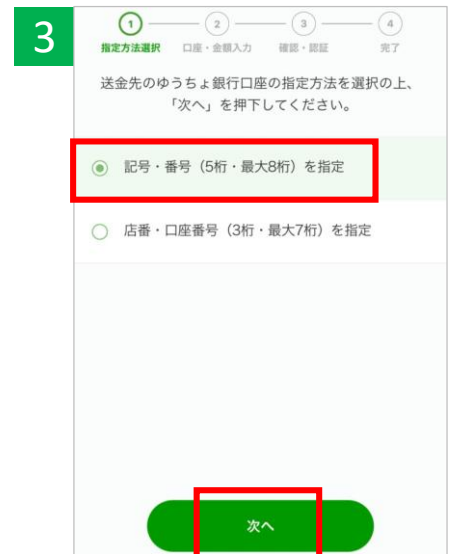 3
1 2 3 4
指定方法選択 口座・金額入力 確認・認証 完了
送金先のゆうちょ銀行口座の指定方法を選択の上、
「次へ」を押下してください。
記号・番号（5桁・最大8桁）を指定
店番・口座番号（3桁・最大7桁）を指定
次へ